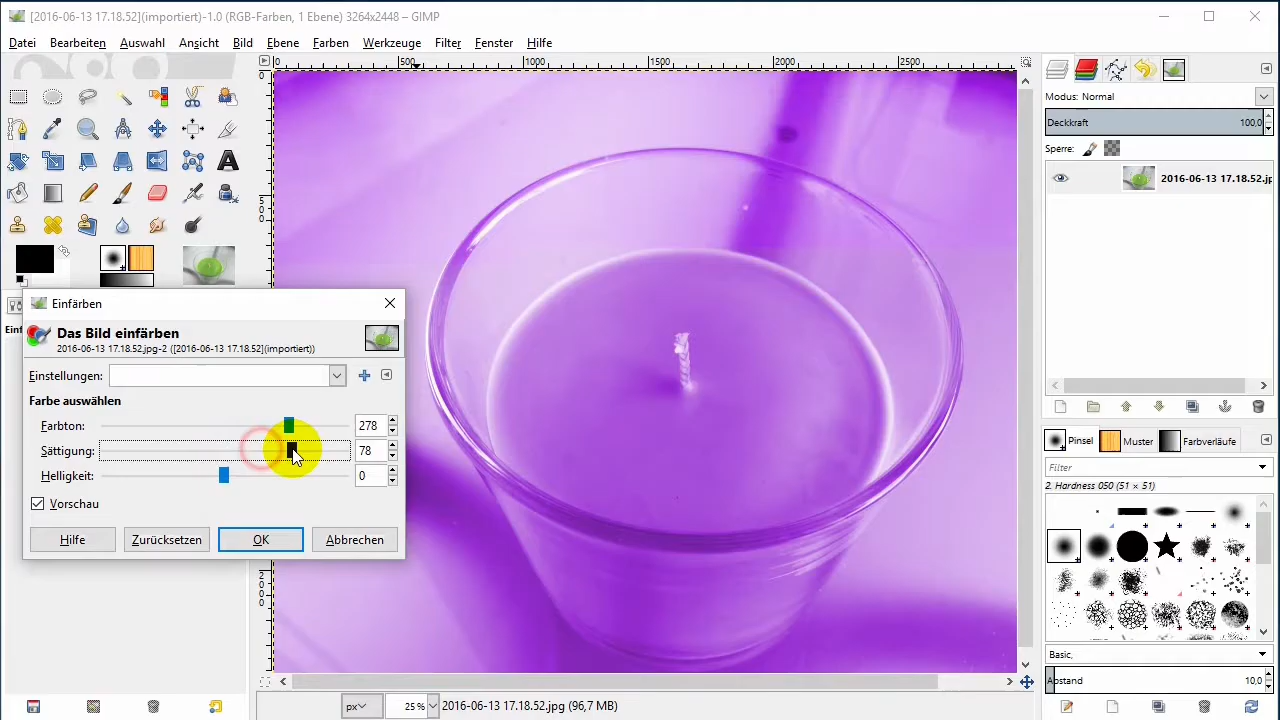 [2016-06-13 17.18.52](importiert)-1.0 (RGB-Farben, 1 Ebene) 3264x2448 – GIMP
Datei Bearbeiten Auswahl Ansicht Bild Ebene Farben Werkzeuge Filter Fenster Hilfe
0 500 1000 1500 2000 2500
0
500
2000
Modus: Normal
Deckkraft 100,0
Sperre:
2016-06-13 17.18.52.jp
Einf
Einfärben
Das Bild einfärben
2016-06-13 17.18.52.jpg-2 ([2016-06-13 17.18.52](importiert))
Einstellungen:
Farbe auswählen
Farbton: 278
Sättigung: 78
Helligkeit: 0
Vorschau
Hilfe Zurücksetzen OK Abbrechen
Pinsel Muster Farbverläufe
Filter
2. Hardness 050 (51 × 51)
Basic,
Abstand 10,0
px 25 % 2016-06-13 17.18.52.jpg (96,7 MB)